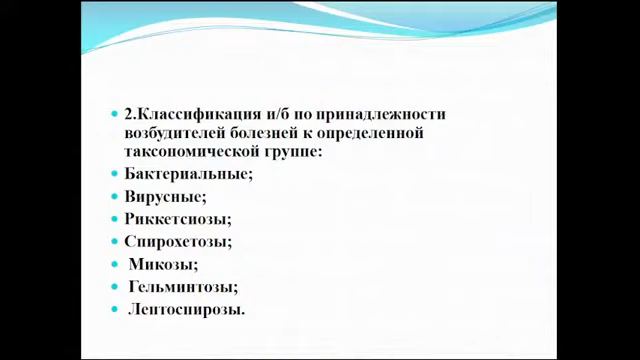 2.Классификация и/б по принадлежности
возбудителей болезней к определенной
таксономической группе:
Бактериальные;
Вирусные;
Риккетсиозы;
Спирохетозы;
Микозы;
Гельминтозы;
Лептоспирозы.